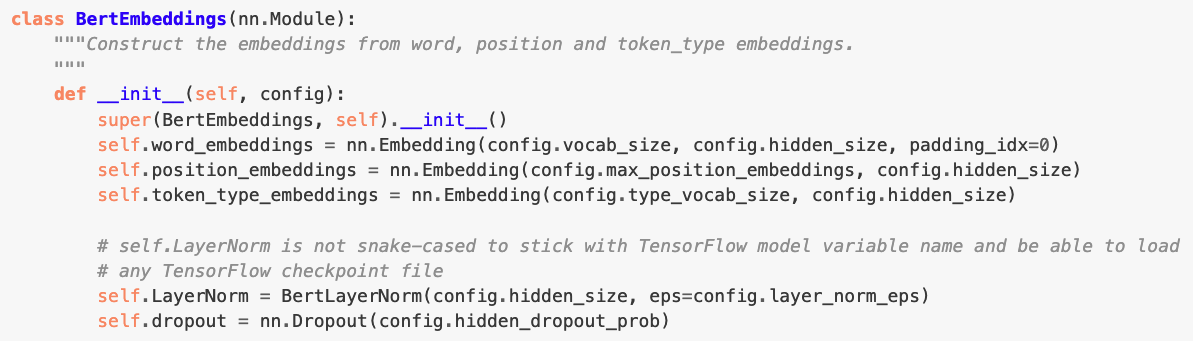 class BertEmbeddings(nn.Module):
    """Construct the embeddings from word, position and token_type embeddings.
    """
    def __init__(self, config):
        super(BertEmbeddings, self).__init__()
        self.word_embeddings = nn.Embedding(config.vocab_size, config.hidden_size, padding_idx=0)
        self.position_embeddings = nn.Embedding(config.max_position_embeddings, config.hidden_size)
        self.token_type_embeddings = nn.Embedding(config.type_vocab_size, config.hidden_size)

        # self.LayerNorm is not snake-cased to stick with TensorFlow model variable name and be able to load
        # any TensorFlow checkpoint file
        self.LayerNorm = BertLayerNorm(config.hidden_size, eps=config.layer_norm_eps)
        self.dropout = nn.Dropout(config.hidden_dropout_prob)